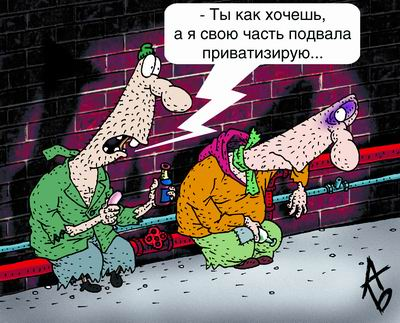 - Ты как хочешь,
а я свою часть подвала
приватизирую...